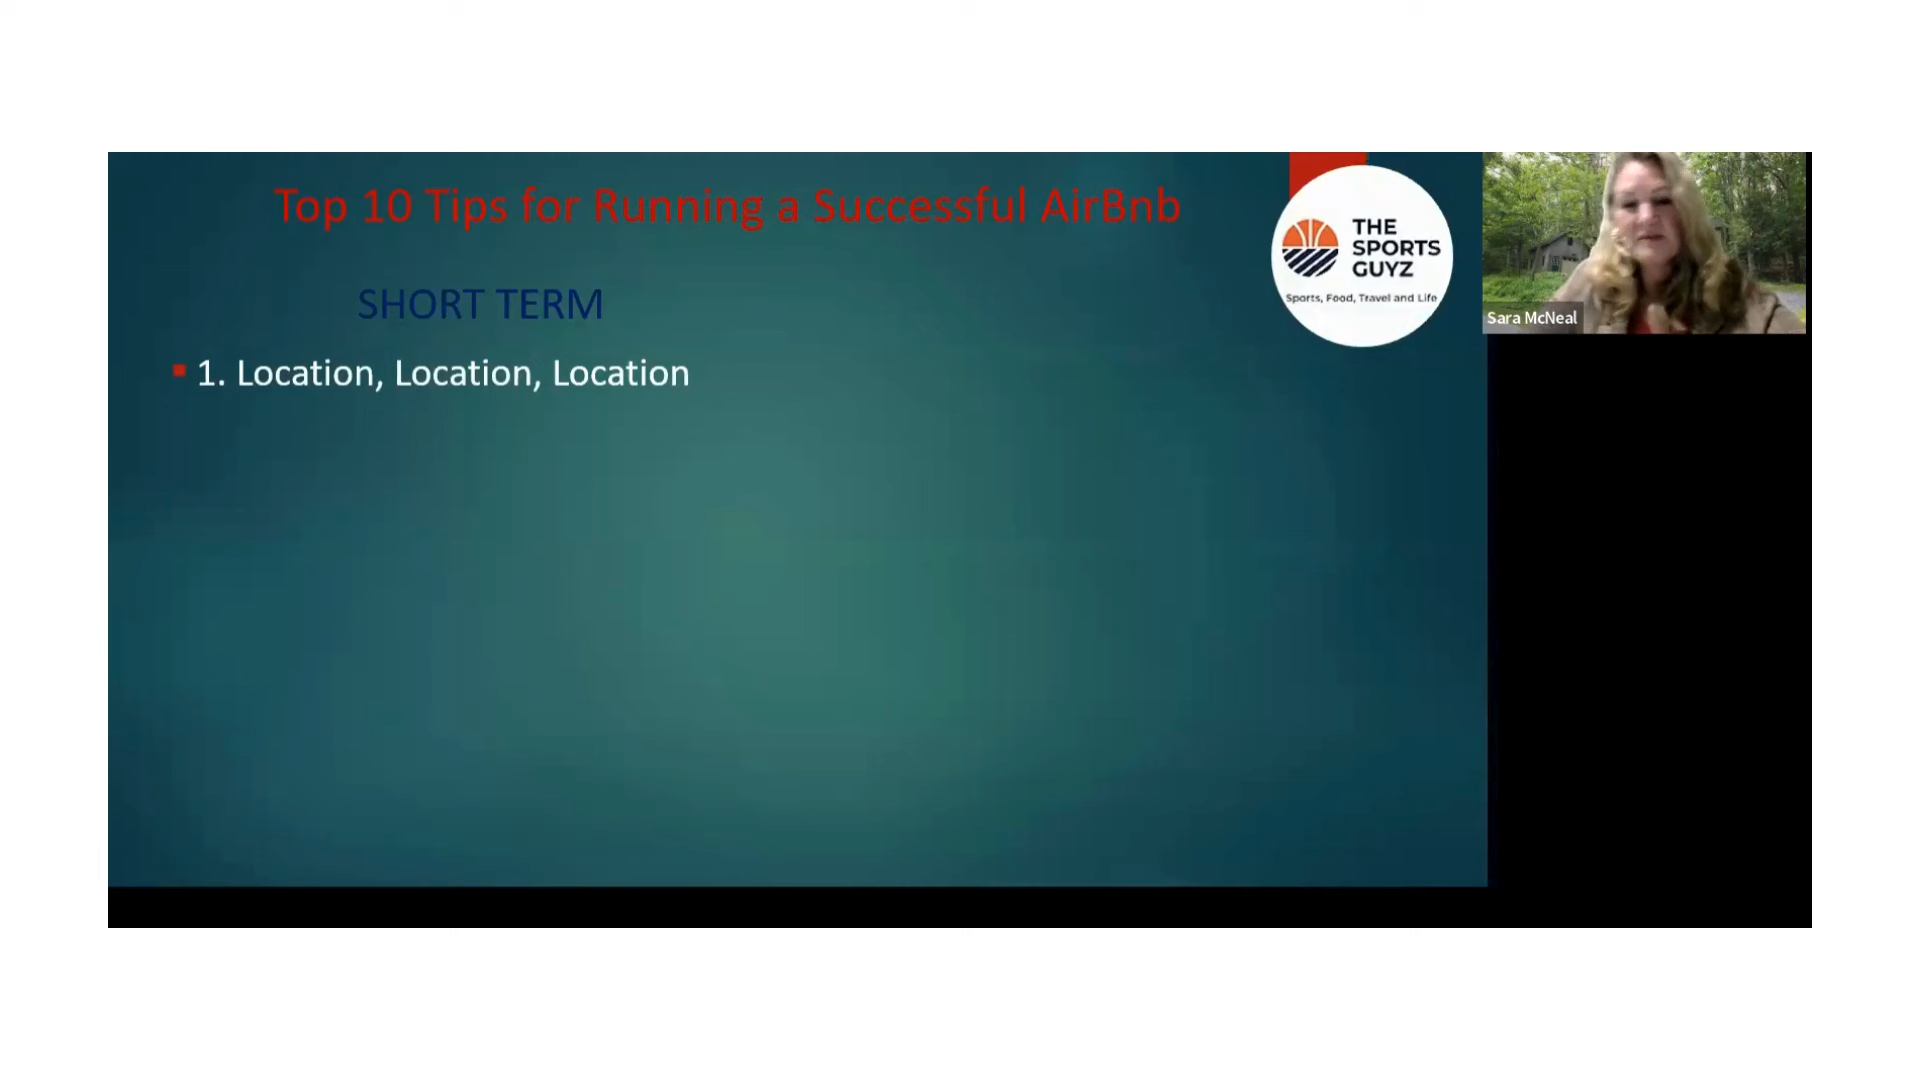 Top 10 Tips for Running a Successful AirBnb
THE
SPORTS
GUYZ
Sports, Food, Travel and Life
Sara McNeal
SHORT TERM
1. Location, Location, Location